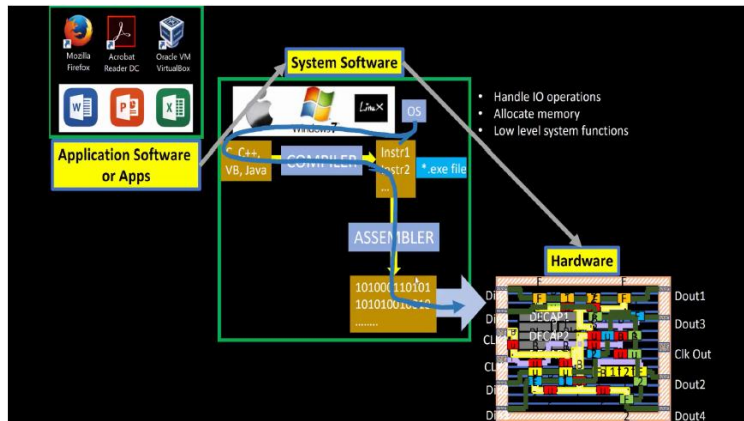 Mozilla
Firefox
Acrobat
Reader DC
Oracle VM
VirtualBox
W
P
X
Application Software
or Apps
System Software
Linux
OS
C, C++,
VB, Java
COMPILER
Instr1
Instr2
...
*.exe file
ASSEMBLER
101000110101
101010010010
........
• Handle IO operations
• Allocate memory
• Low level system functions
Hardware
DECAP1
DECAP2
Dout1
Dout3
Clk Out
Dout2
Dout4